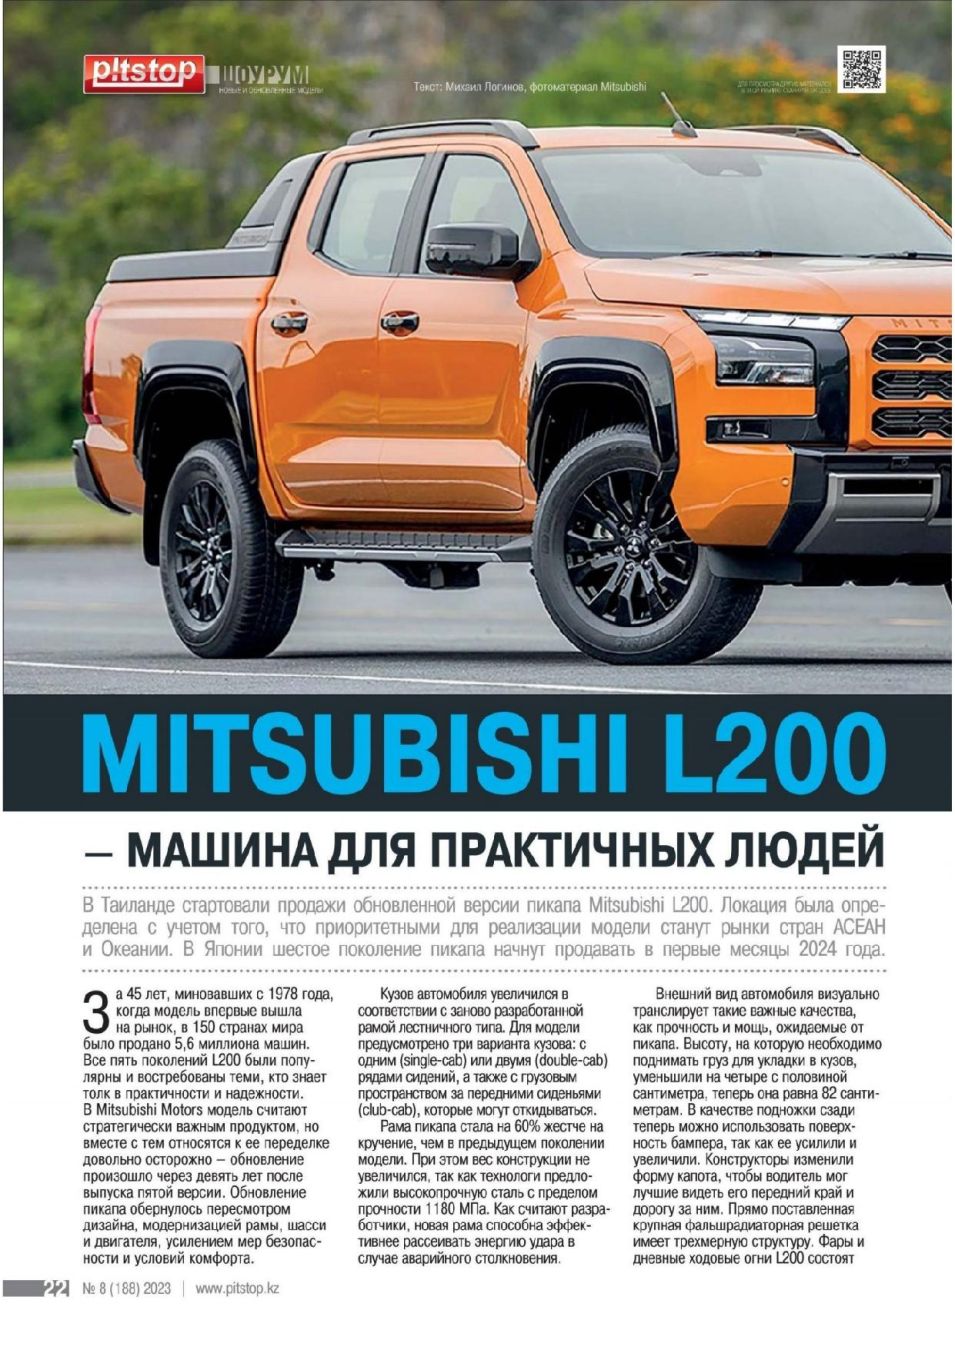 pitstop ШОУРУМ
НОВЫЕ И ОБНОВЛЕННЫЕ МОДЕЛИ
Текст: Михаил Логинов, фотоматериал Mitsubishi
MITSUBISHI L200
– МАШИНА ДЛЯ ПРАКТИЧНЫХ ЛЮДЕЙ
В Таиланде стартовали продажи обновленной версии пикапа Mitsubishi L200. Локация была опре-
делена с учетом того, что приоритетными для реализации модели станут рынки стран АСЕАН
и Океании. В Японии шестое поколение пикапа начнут продавать в первые месяцы 2024 года.
За 45 лет, миновавших с 1978 года,
когда модель впервые вышла
на рынок, в 150 странах мира
было продано 5,6 миллиона машин.
Все пять поколений L200 были попу-
лярны и востребованы теми, кто знает
толк в практичности и надежности.
В Mitsubishi Motors модель считают
стратегически важным продуктом, но
вместе с тем относятся к ее переделке
довольно осторожно – обновление
произошло через девять лет после
выпуска пятой версии. Обновление
пикапа обернулось пересмотром
дизайна, модернизацией рамы, шасси
и двигателя, усилением мер безопас-
ности и условий комфорта.
Кузов автомобиля увеличился в
соответствии с заново разработанной
рамой лестничного типа. Для модели
предусмотрено три варианта кузова: с
одним (single-cab) или двумя (double-cab)
рядами сидений, а также с грузовым
пространством за передними сиденьями
(club-cab), которые могут откидываться.
Рама пикапа стала на 60% жестче на
кручение, чем в предыдущем поколении
модели. При этом вес конструкции не
увеличился, так как технологи предло-
жили высокопрочную сталь с пределом
прочности 1180 МПа. Как считают разра-
ботчики, новая рама способна эффек-
тивнее рассеивать энергию удара в
случае аварийного столкновения.
Внешний вид автомобиля визуально
транслирует такие важные качества,
как прочность и мощь, ожидаемые от
пикапа. Высоту, на которую необходимо
поднимать груз для укладки в кузов,
уменьшили на четыре с половиной
сантиметра, теперь она равна 82 санти-
метрам. В качестве подножки сзади
теперь можно использовать поверх-
ность бампера, так как ее усилили и
увеличили. Конструкторы изменили
форму капота, чтобы водитель мог
лучшие видеть его передний край и
дорогу за ним. Прямо поставленная
крупная фальшрадиаторная решетка
имеет трехмерную структуру. Фары и
дневные ходовые огни L200 состоят
22 № 8 (188) 2023 | www.pitstop.kz